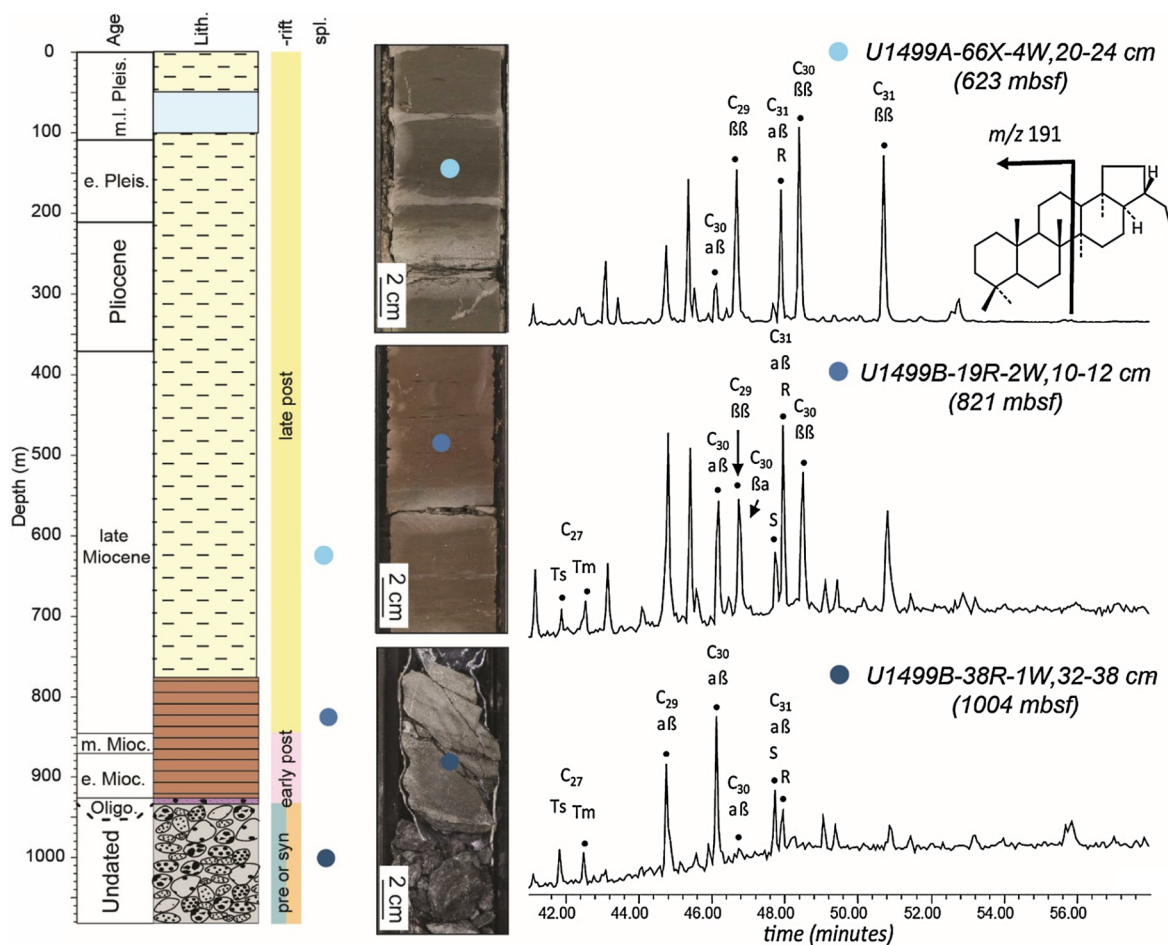 Age
Lith.
-rift
spl.
Depth (m)
0
100
200
300
400
500
600
700
800
900
1000
m.l. Pleis.
e. Pleis.
Pliocene
late
Miocene
m. Mioc.
e. Mioc.
Oligo.
Undated
late post
early post
pre or syn
2 cm
2 cm
2 cm
U1499A-66X-4W,20-24 cm
(623 mbsf)
C30
aß
C29
ßß
C31
aß
R
C30
ßß
C31
ßß
m/z 191
H
H
U1499B-19R-2W,10-12 cm
(821 mbsf)
C27
Ts
Tm
C30
aß
C29
ßß
C30
ßa
S
C31
aß
R
C30
ßß
U1499B-38R-1W,32-38 cm
(1004 mbsf)
C27
Ts
Tm
C29
aß
C30
aß
C30
aß
C31
aß
S
R
42.00 44.00 46.00 48.00 50.00 52.00 54.00 56.00
time (minutes)